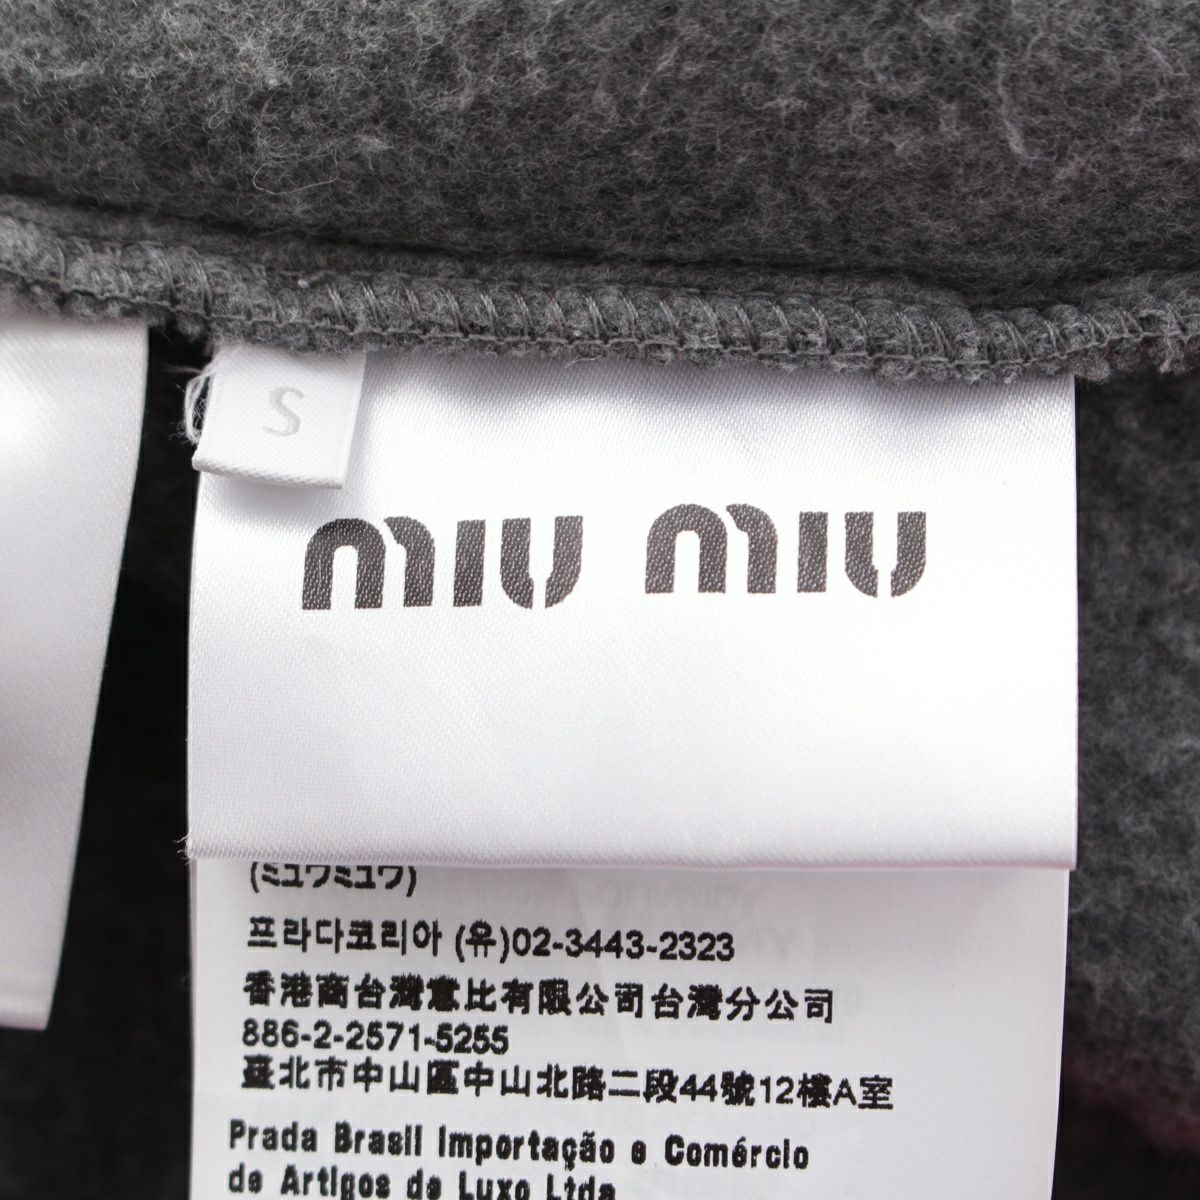 S
miu miu
(ミュウミュウ)
프라다코리아 (유)02-3443-2323
香港商台灣意比有限公司台灣分公司
886-2-2571-5255
臺北市中山區中山北路二段44號12樓A室
Prada Brasil Importação e Comércio
de Artigos de Luxo Ltda